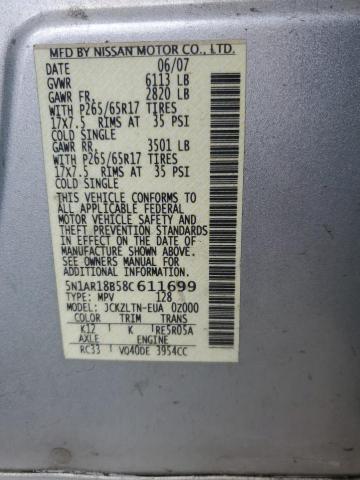 MFD BY NISSAN MOTOR CO., LTD.
DATE 06/07
GVWR 6113 LB
GAWR FR. 2820 LB
WITH P265/65R17 TIRES
17X7.5 RIMS AT 35 PSI
COLD SINGLE
GAWR RR. 3501 LB
WITH P265/65R17 TIRES
17X7.5 RIMS AT 35 PSI
COLD SINGLE
THIS VEHICLE CONFORMS TO
ALL APPLICABLE FEDERAL
MOTOR VEHICLE SAFETY AND
THEFT PREVENTION STANDARDS
IN EFFECT ON THE DATE OF
MANUFACTURE SHOWN ABOVE.
SEE OWNER'S MANUAL FOR
ADDITIONAL INFORMATION.
5N1AR18B58C611699
TYPE: MPV 128
MODEL: JCKZLTN-EUA 0Z000
COLOR TRIM TRANS
K12 K RE5R05A
AXLE ENGINE
RC33 VQ40DE 3954CC